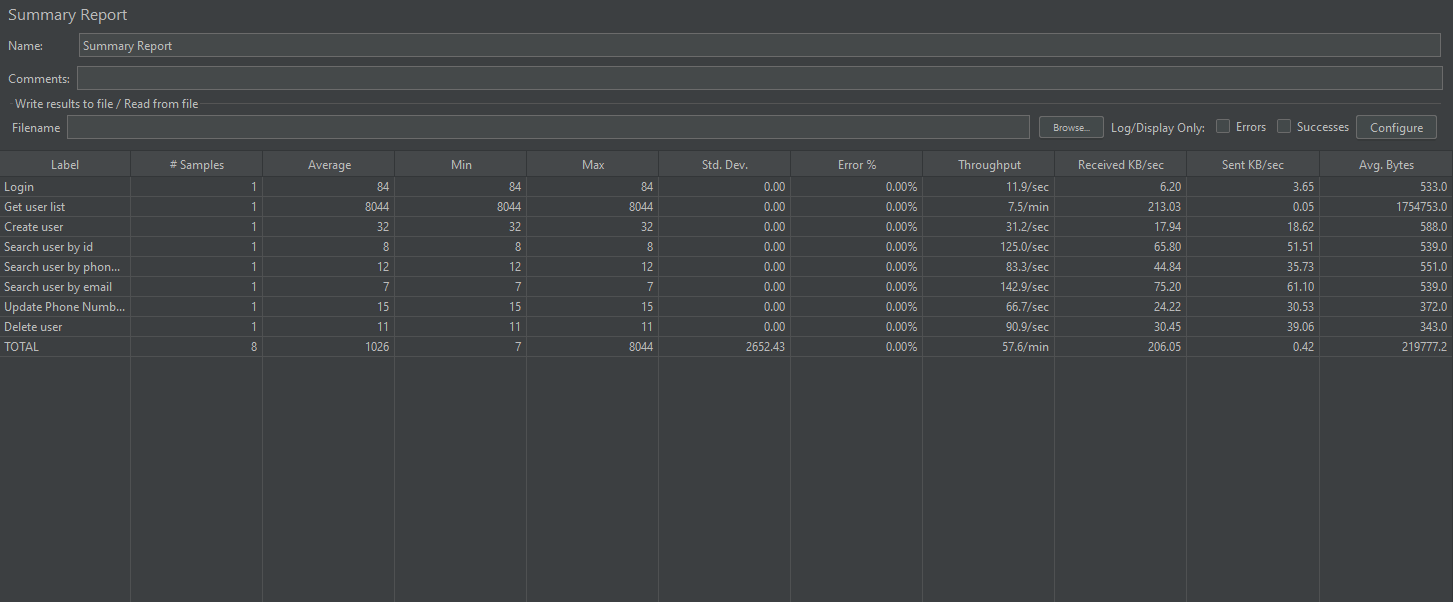 Summary Report
Name: Summary Report
Comments:
Write results to file / Read from file
Filename Browse... Log/Display Only: Errors Successes Configure
Label # Samples Average Min Max Std. Dev. Error % Throughput Received KB/sec Sent KB/sec Avg. Bytes
Login 1 84 84 84 0.00 0.00% 11.9/sec 6.20 3.65 533.0
Get user list 1 8044 8044 8044 0.00 0.00% 7.5/min 213.03 0.05 1754753.0
Create user 1 32 32 32 0.00 0.00% 31.2/sec 17.94 18.62 588.0
Search user by id 1 8 8 8 0.00 0.00% 125.0/sec 65.80 51.51 539.0
Search user by phon... 1 12 12 12 0.00 0.00% 83.3/sec 44.84 35.73 551.0
Search user by email 1 7 7 7 0.00 0.00% 142.9/sec 75.20 61.10 539.0
Update Phone Numb... 1 15 15 15 0.00 0.00% 66.7/sec 24.22 30.53 372.0
Delete user 1 11 11 11 0.00 0.00% 90.9/sec 30.45 39.06 343.0
TOTAL 8 1026 7 8044 2652.43 0.00% 57.6/min 206.05 0.42 219777.2